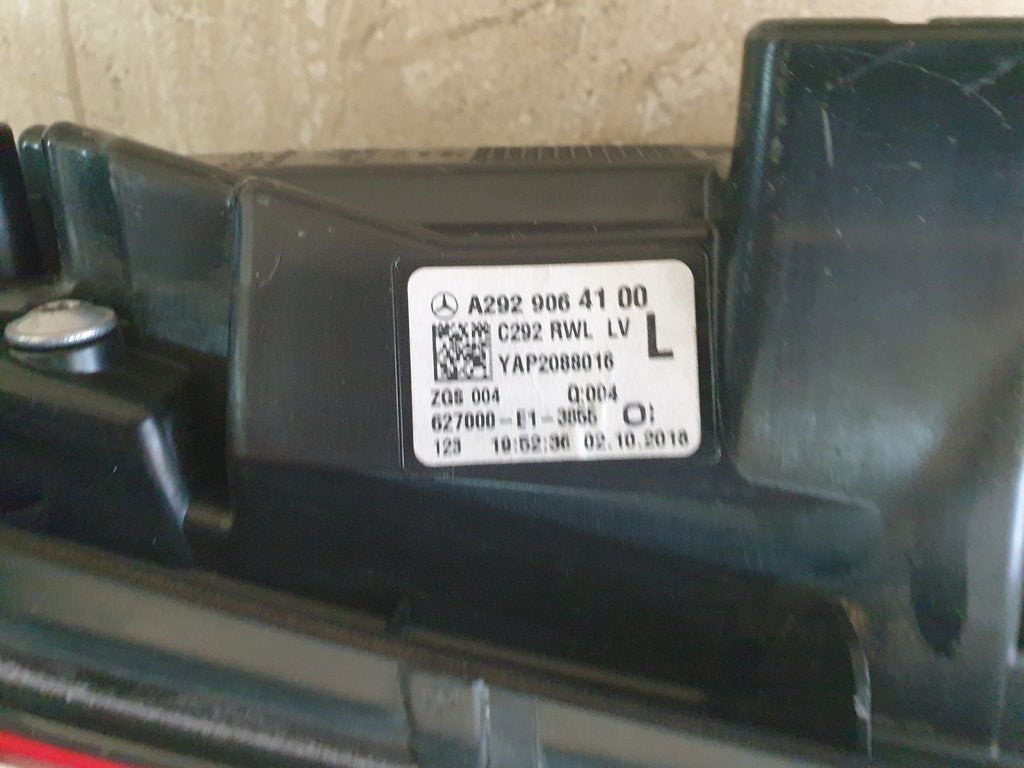 A292 906 41 00
C292 RWL LV
L
YAP2088016
ZGS 004 Q:004
627000-E1-3855
123 19:52:36 02.10.2018